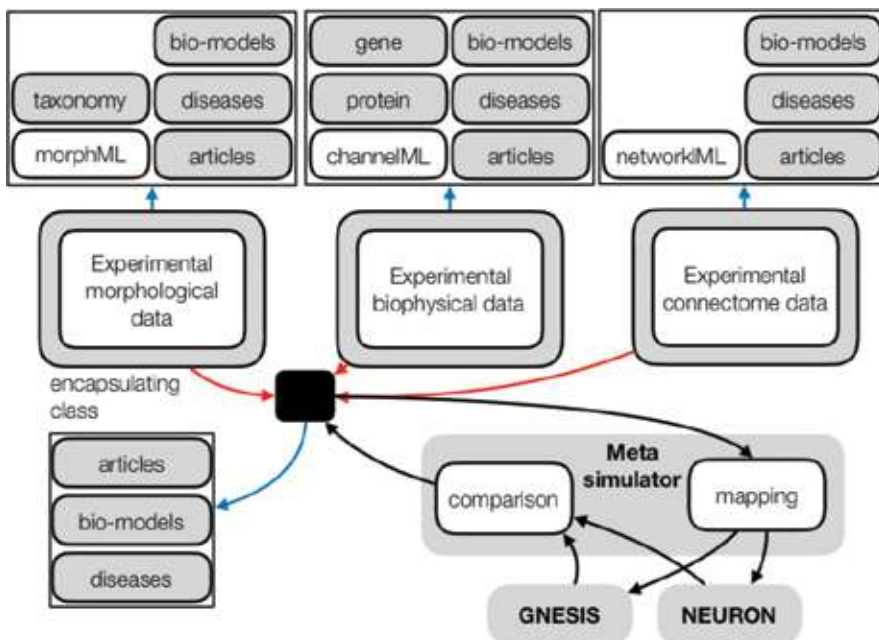 bio-models
taxonomy
diseases
morphML
articles
gene
bio-models
protein
diseases
channelML
articles
bio-models
diseases
networklML
articles
Experimental
morphological
data
Experimental
biophysical data
Experimental
connectome data
encapsulating
class
articles
bio-models
diseases
Meta
simulator
comparison
mapping
GNESIS
NEURON